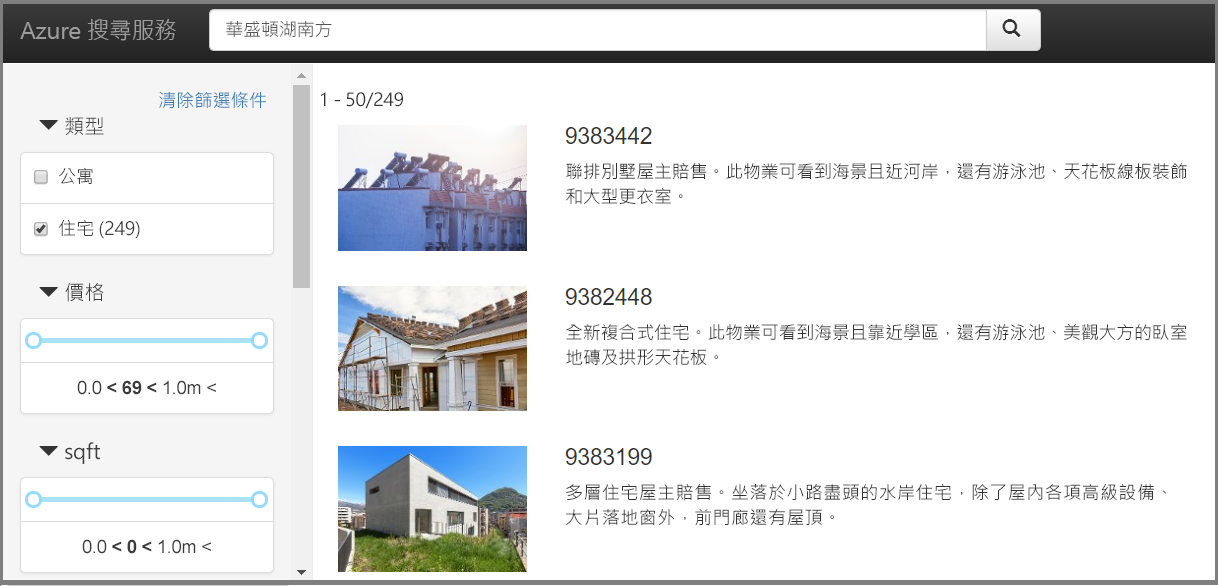 Azure 搜尋服務
華盛頓湖南方
清除篩選條件
類型
公寓
住宅 (249)
價格
0.0 < 69 < 1.0m <
sqft
0.0 < 0 < 1.0m <
1 - 50/249
9383442
聯排別墅屋主賠售。此物業可看到海景且近河岸，還有游泳池、天花板線板裝飾
和大型更衣室。
9382448
全新複合式住宅。此物業可看到海景且靠近學區，還有游泳池、美觀大方的臥室
地磚及拱形天花板。
9383199
多層住宅屋主賠售。坐落於小路盡頭的水岸住宅，除了屋內各項高級設備、
大片落地窗外，前門廊還有屋頂。